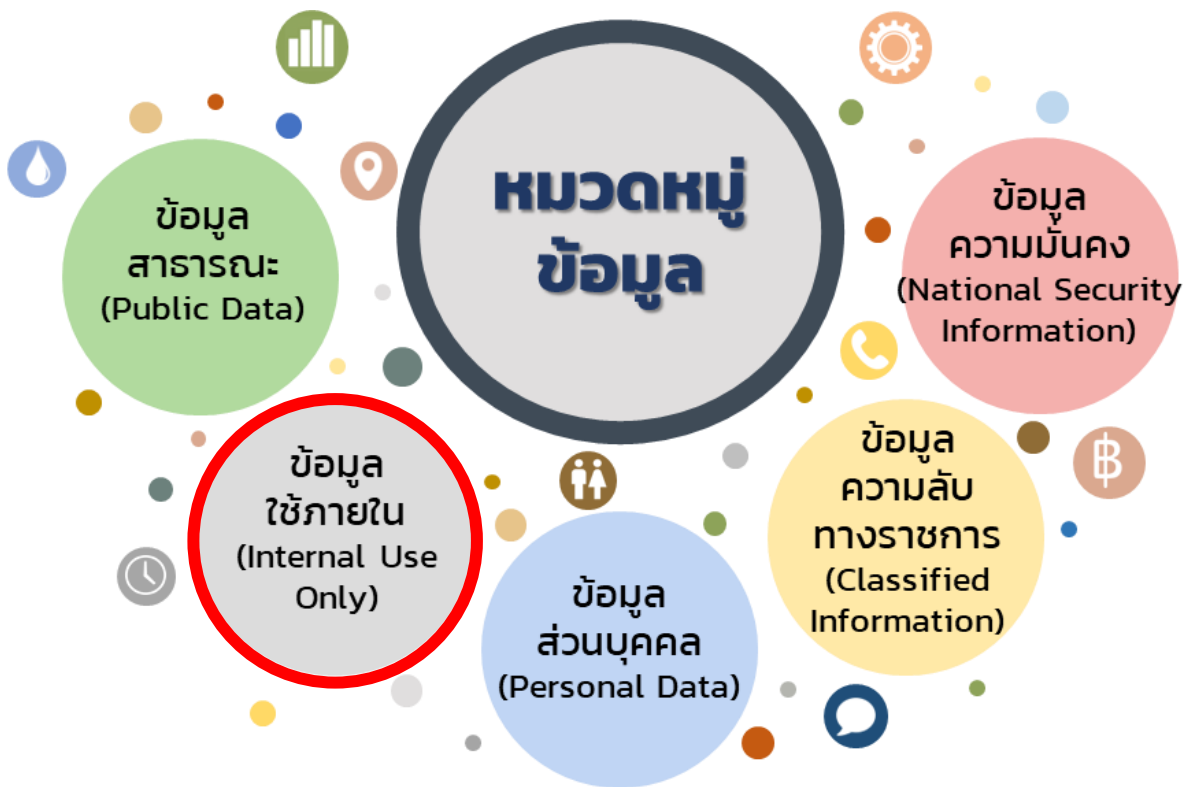 หมวดหมู่
ข้อมูล
ข้อมูล
สาธารณะ
(Public Data)
ข้อมูล
ใช้ภายใน
(Internal Use
Only)
ข้อมูล
ส่วนบุคคล
(Personal Data)
ข้อมูล
ความลับ
ทางราชการ
(Classified
Information)
ข้อมูล
ความมั่นคง
(National Security
Information)